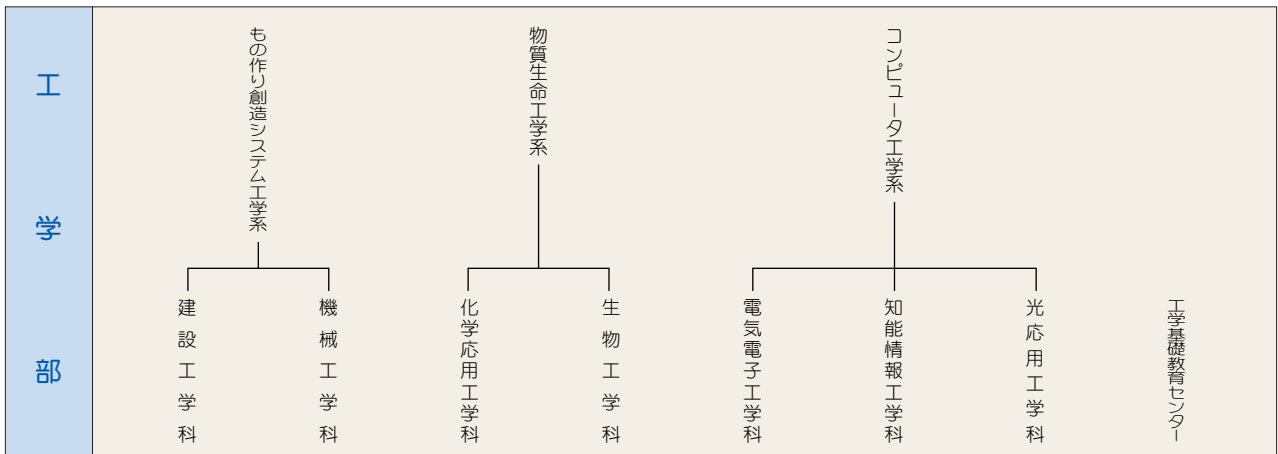 工学部
もの作り創造システム工学系
建設工学科
機械工学科
物質生命工学系
化学応用工学科
生物工学科
コンピュータ工学系
電気電子工学科
知能情報工学科
光応用工学科
工学基礎教育センター